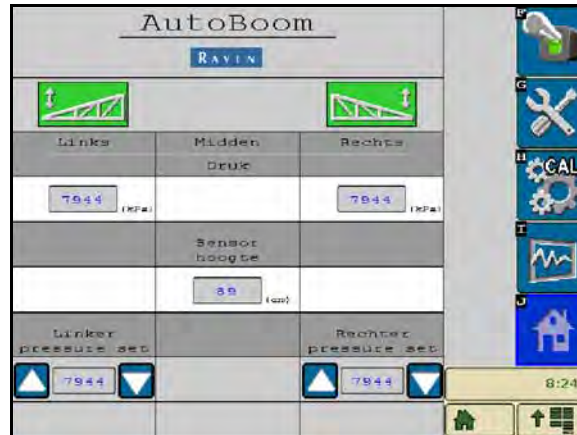 AutoBoom
RAVEN
Links Midden Rechts
Druk
7944 (kPa) 7944 (kPa)
Sensor
hoogte
89 (cm)
Linker Rechter
pressure set pressure set
7944 7944
F
G
H
CAL
I
J
8:24